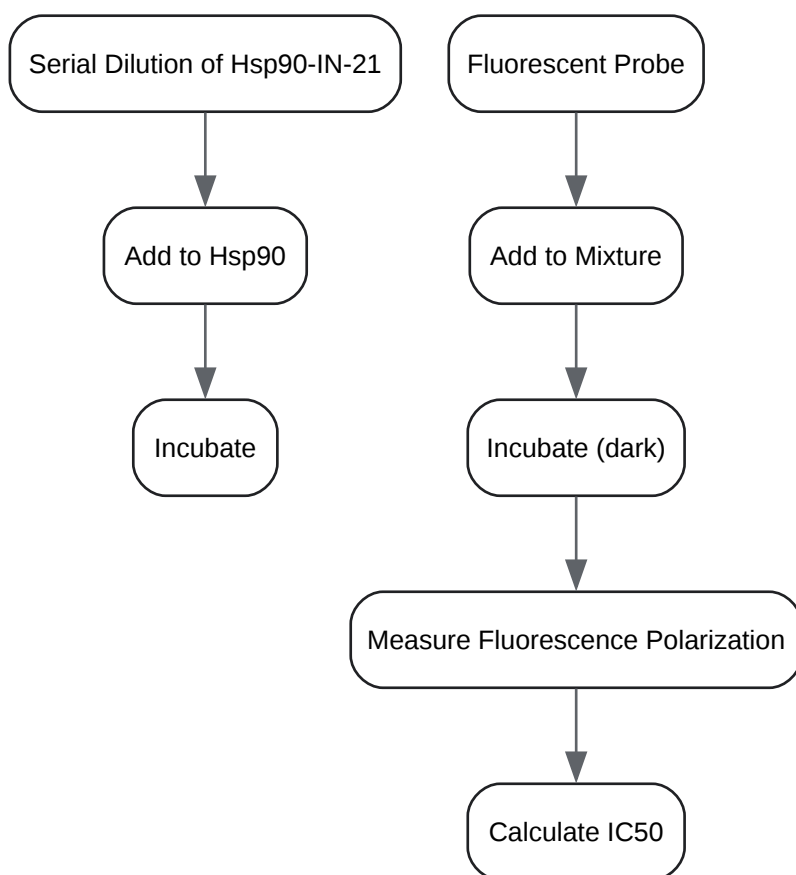 Serial Dilution of Hsp90-IN-21
Fluorescent Probe
Add to Hsp90
Add to Mixture
Incubate
Incubate (dark)
Measure Fluorescence Polarization
Calculate IC50